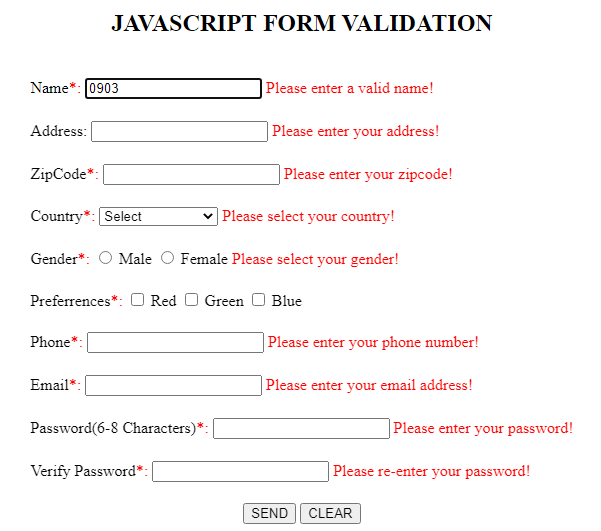 JAVASCRIPT FORM VALIDATION
Name*: 0903 Please enter a valid name!
Address: Please enter your address!
ZipCode*: Please enter your zipcode!
Country*: Select Please select your country!
Gender*: Male Female Please select your gender!
Preferrences*: Red Green Blue
Phone*: Please enter your phone number!
Email*: Please enter your email address!
Password(6-8 Characters)*: Please enter your password!
Verify Password*: Please re-enter your password!
SEND CLEAR